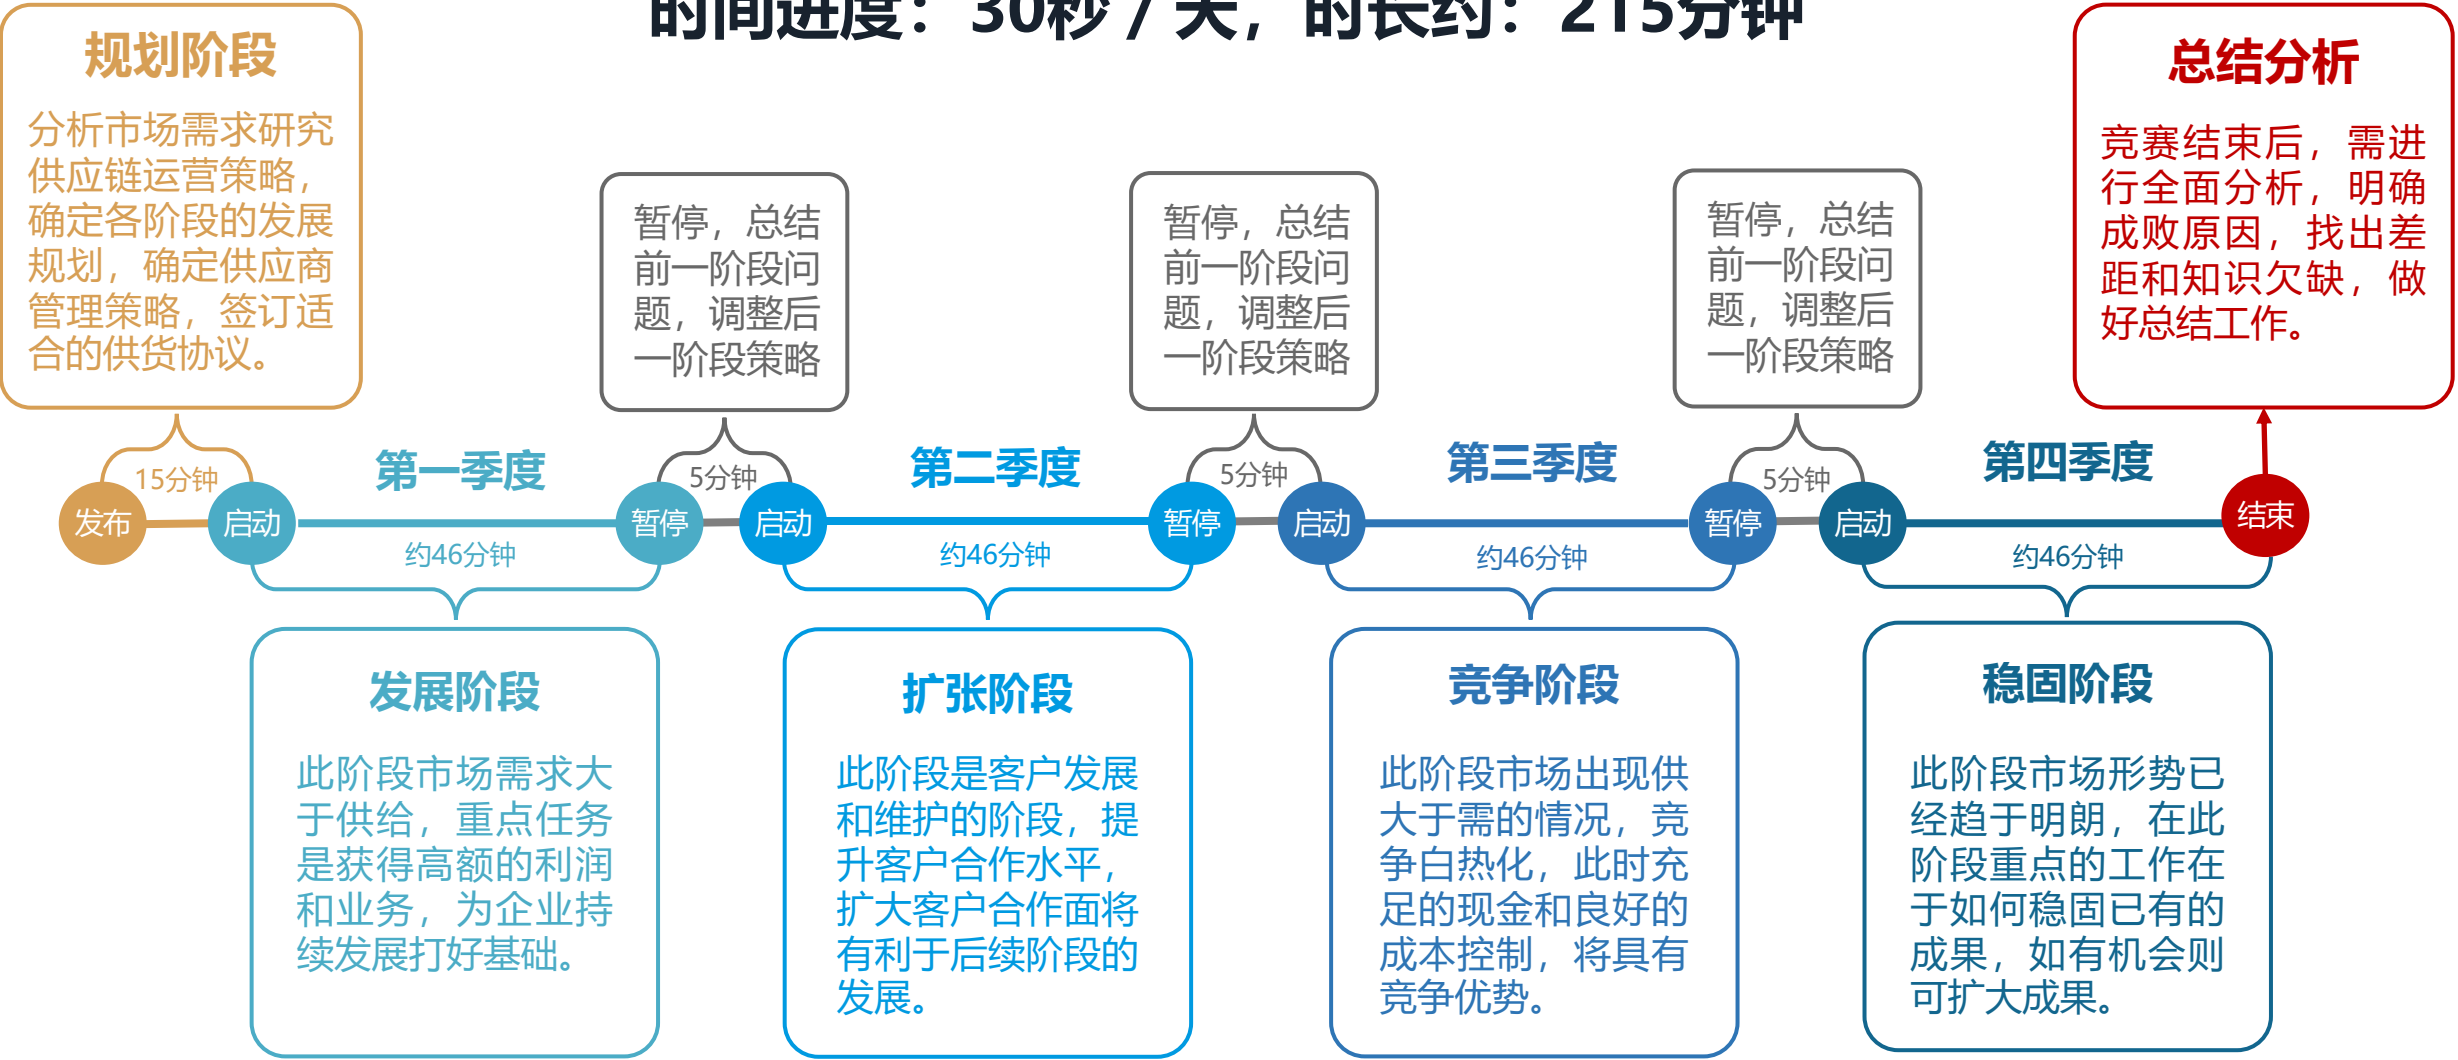 时间进度：30秒 / 天，时长约：215分钟
规划阶段
分析市场需求研究
供应链运营策略，
确定各阶段的发展
规划，确定供应商
管理策略，签订适
合的供货协议。
暂停，总结
前一阶段问
题，调整后
一阶段策略
暂停，总结
前一阶段问
题，调整后
一阶段策略
暂停，总结
前一阶段问
题，调整后
一阶段策略
总结分析
竞赛结束后，需进
行全面分析，明确
成败原因，找出差
距和知识欠缺，做
好总结工作。
15分钟
第一季度
5分钟
第二季度
5分钟
第三季度
5分钟
第四季度
发布
启动
暂停
启动
暂停
启动
暂停
启动
结束
约46分钟
约46分钟
约46分钟
约46分钟
发展阶段
此阶段市场需求大
于供给，重点任务
是获得高额的利润
和业务，为企业持
续发展打好基础。
扩张阶段
此阶段是客户发展
和维护的阶段，提
升客户合作水平，
扩大客户合作面将
有利于后续阶段的
发展。
竞争阶段
此阶段市场出现供
大于需的情况，竞
争白热化，此时充
足的现金和良好的
成本控制，将具有
竞争优势。
稳固阶段
此阶段市场形势已
经趋于明朗，在此
阶段重点的工作在
于如何稳固已有的
成果，如有机会则
可扩大成果。